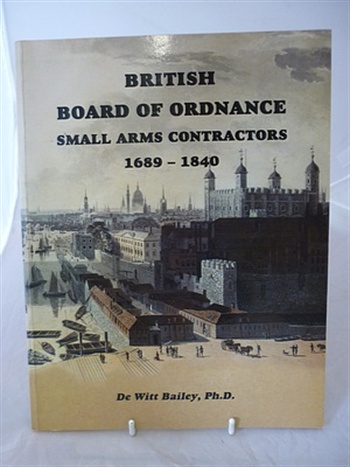 BRITISH
BOARD OF ORDNANCE
SMALL ARMS CONTRACTORS
1689 – 1840
De Witt Bailey, Ph.D.